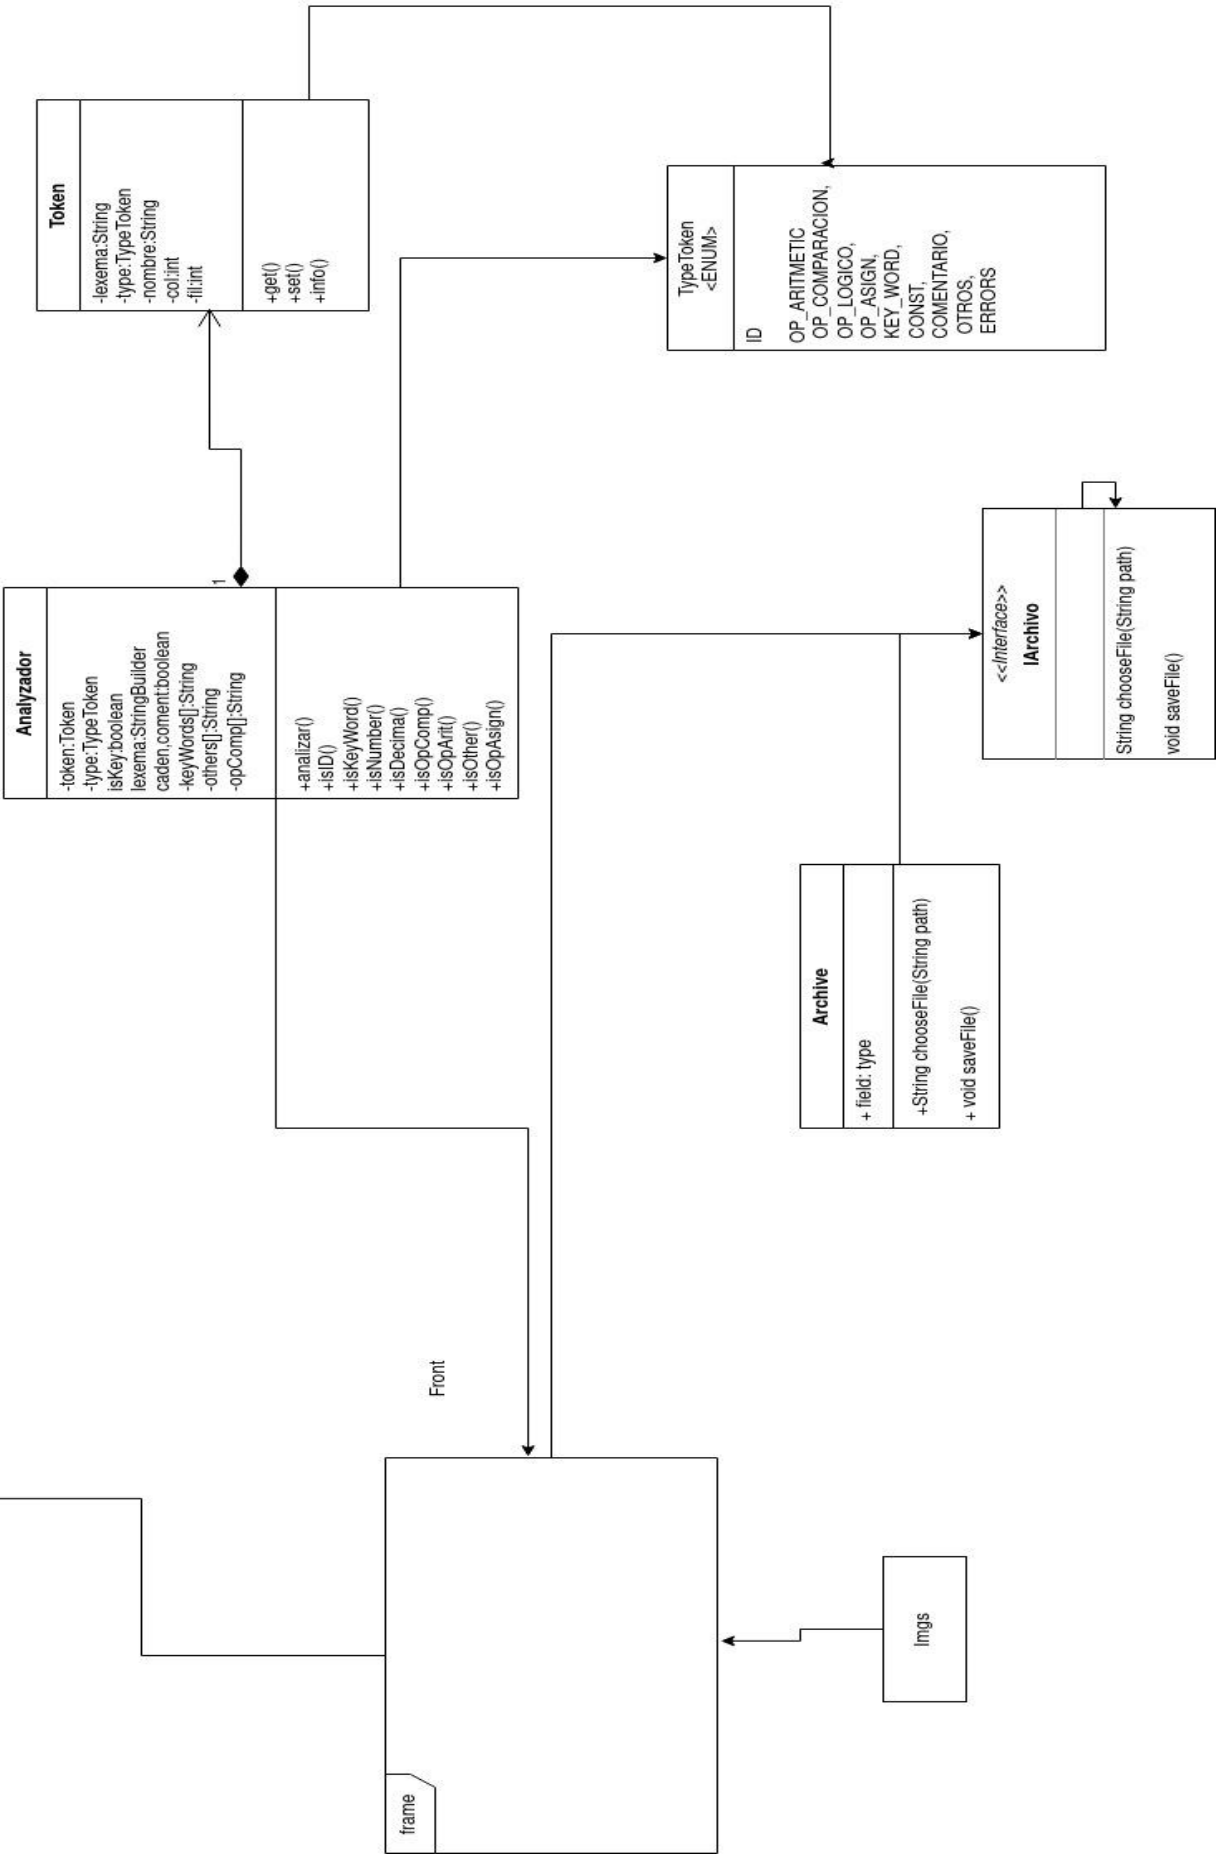 Token
-lexema:String
-type:TypeToken
-nombre:String
-col:int
-fil:int
+get()
+set()
+info()
TypeToken
<ENUM>
ID
OP_ARITMETIC
OP_COMPARACION,
OP_LOGICO,
OP_ASIGN,
KEY_WORD,
CONST,
COMENTARIO,
OTROS,
ERRORS
Analyzador
-token:Token
-type:TypeToken
isKey:boolean
lexema:StringBuilder
caden,coment:boolean
-keyWords[]:String
-others[]:String
-opComp[]:String
+analizar()
+isID()
+isKeyWord()
+isNumber()
+isDecima()
+isOpComp()
+isOpArit()
+isOther()
+isOpAsign()
1
<<Interface>>
IArchivo
String chooseFile(String path)
void saveFile()
Archive
+ field: type
+String chooseFile(String path)
+ void saveFile()
Front
frame
Imgs